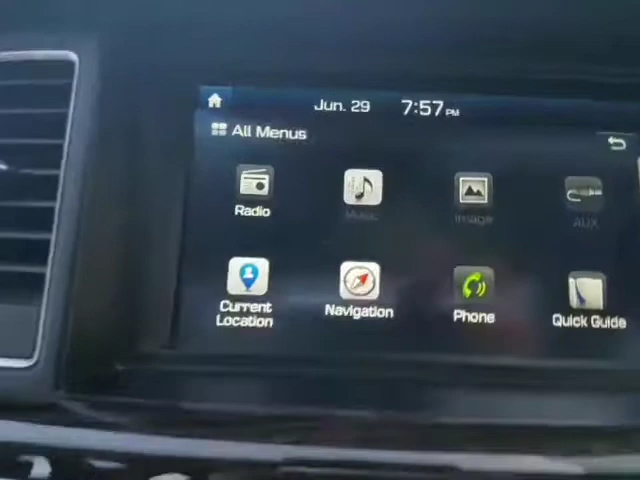 Jun. 29 7:57 PM
All Menus
Radio Music Image AUX
Current
Location Navigation Phone Quick Guide